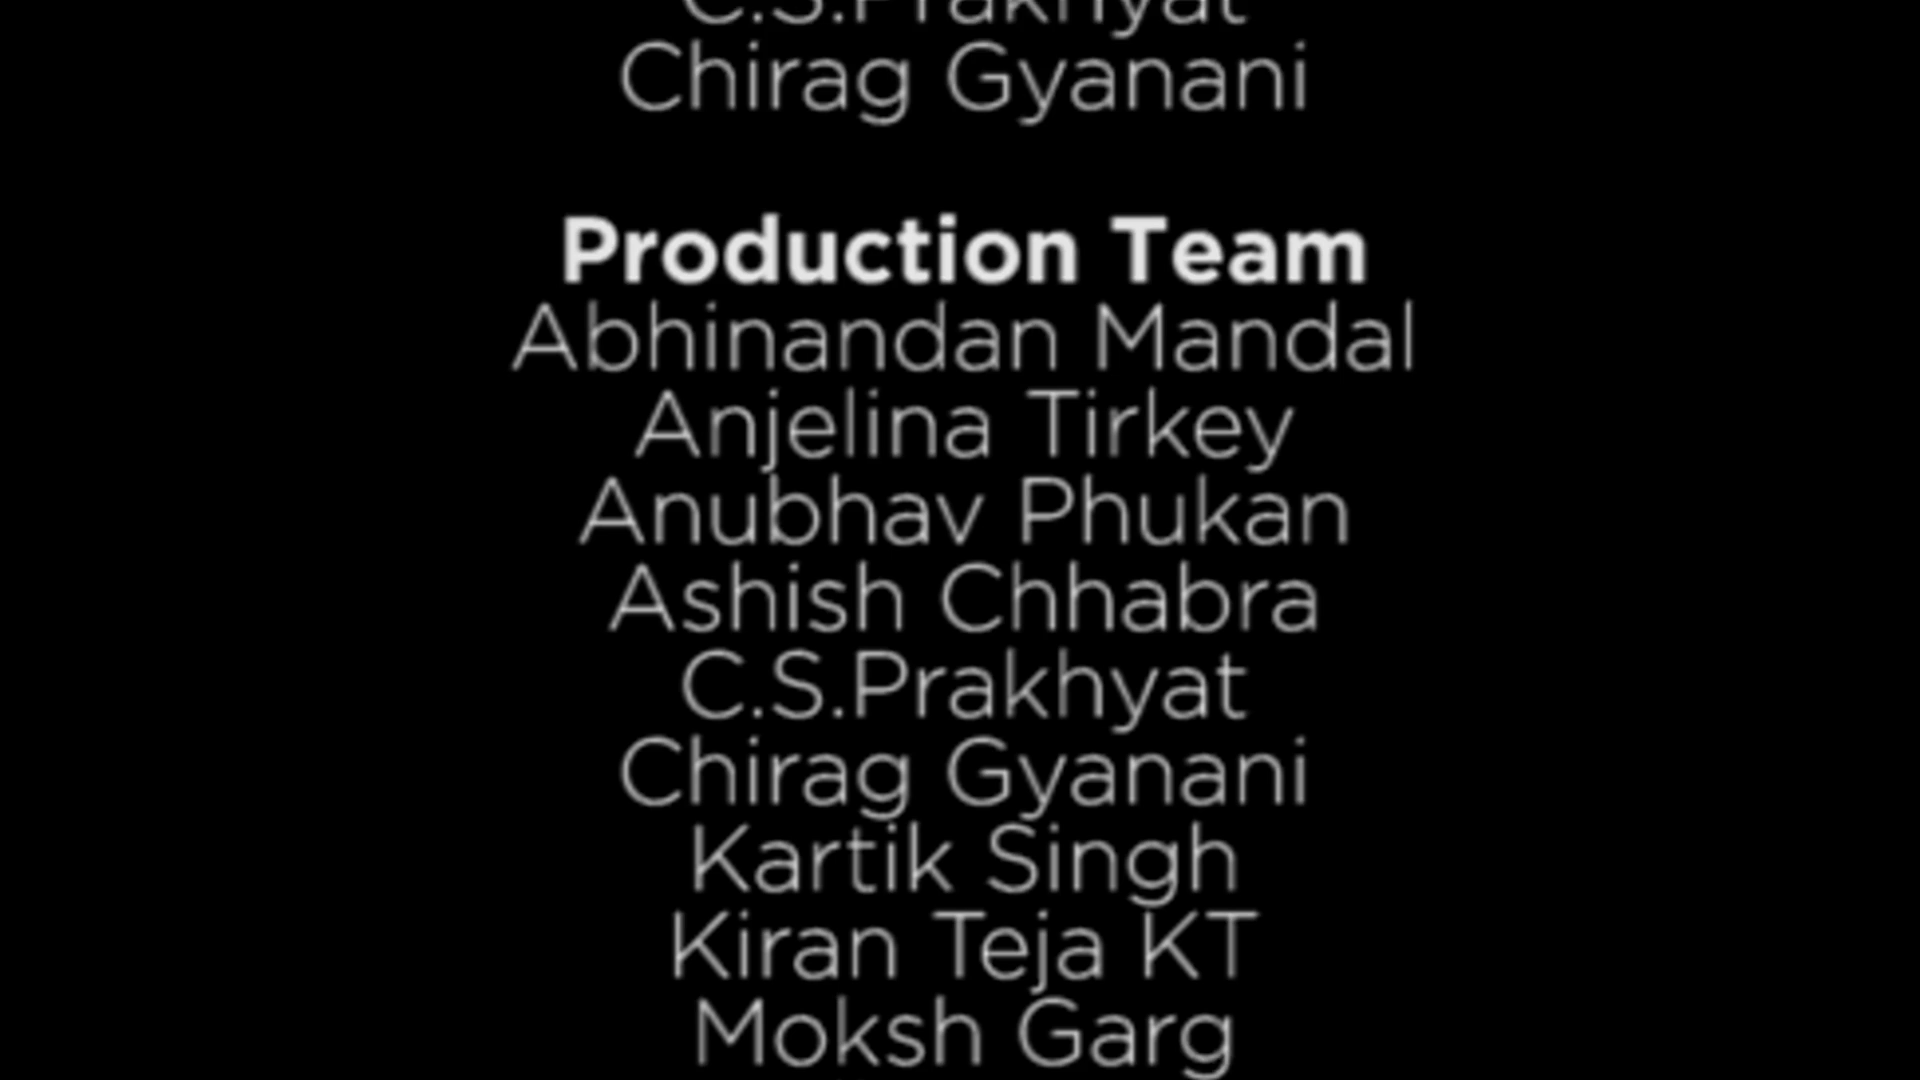 C.S.Prakhyat
Chirag Gyanani
Production Team
Abhinandan Mandal
Anjelina Tirkey
Anubhav Phukan
Ashish Chhabra
C.S.Prakhyat
Chirag Gyanani
Kartik Singh
Kiran Teja KT
Moksh Garg